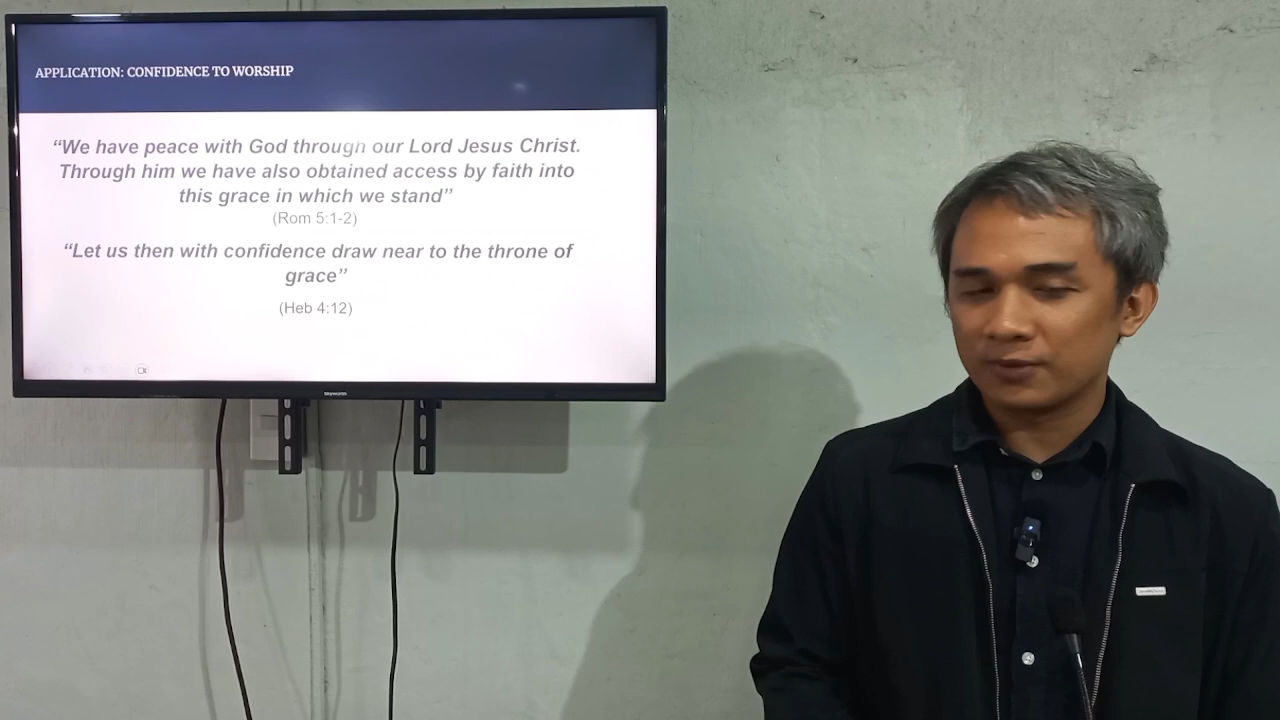 APPLICATION: CONFIDENCE TO WORSHIP
“We have peace with God through our Lord Jesus Christ.
Through him we have also obtained access by faith into
this grace in which we stand”
(Rom 5:1-2)
“Let us then with confidence draw near to the throne of
grace”
(Heb 4:12)
Skyworth